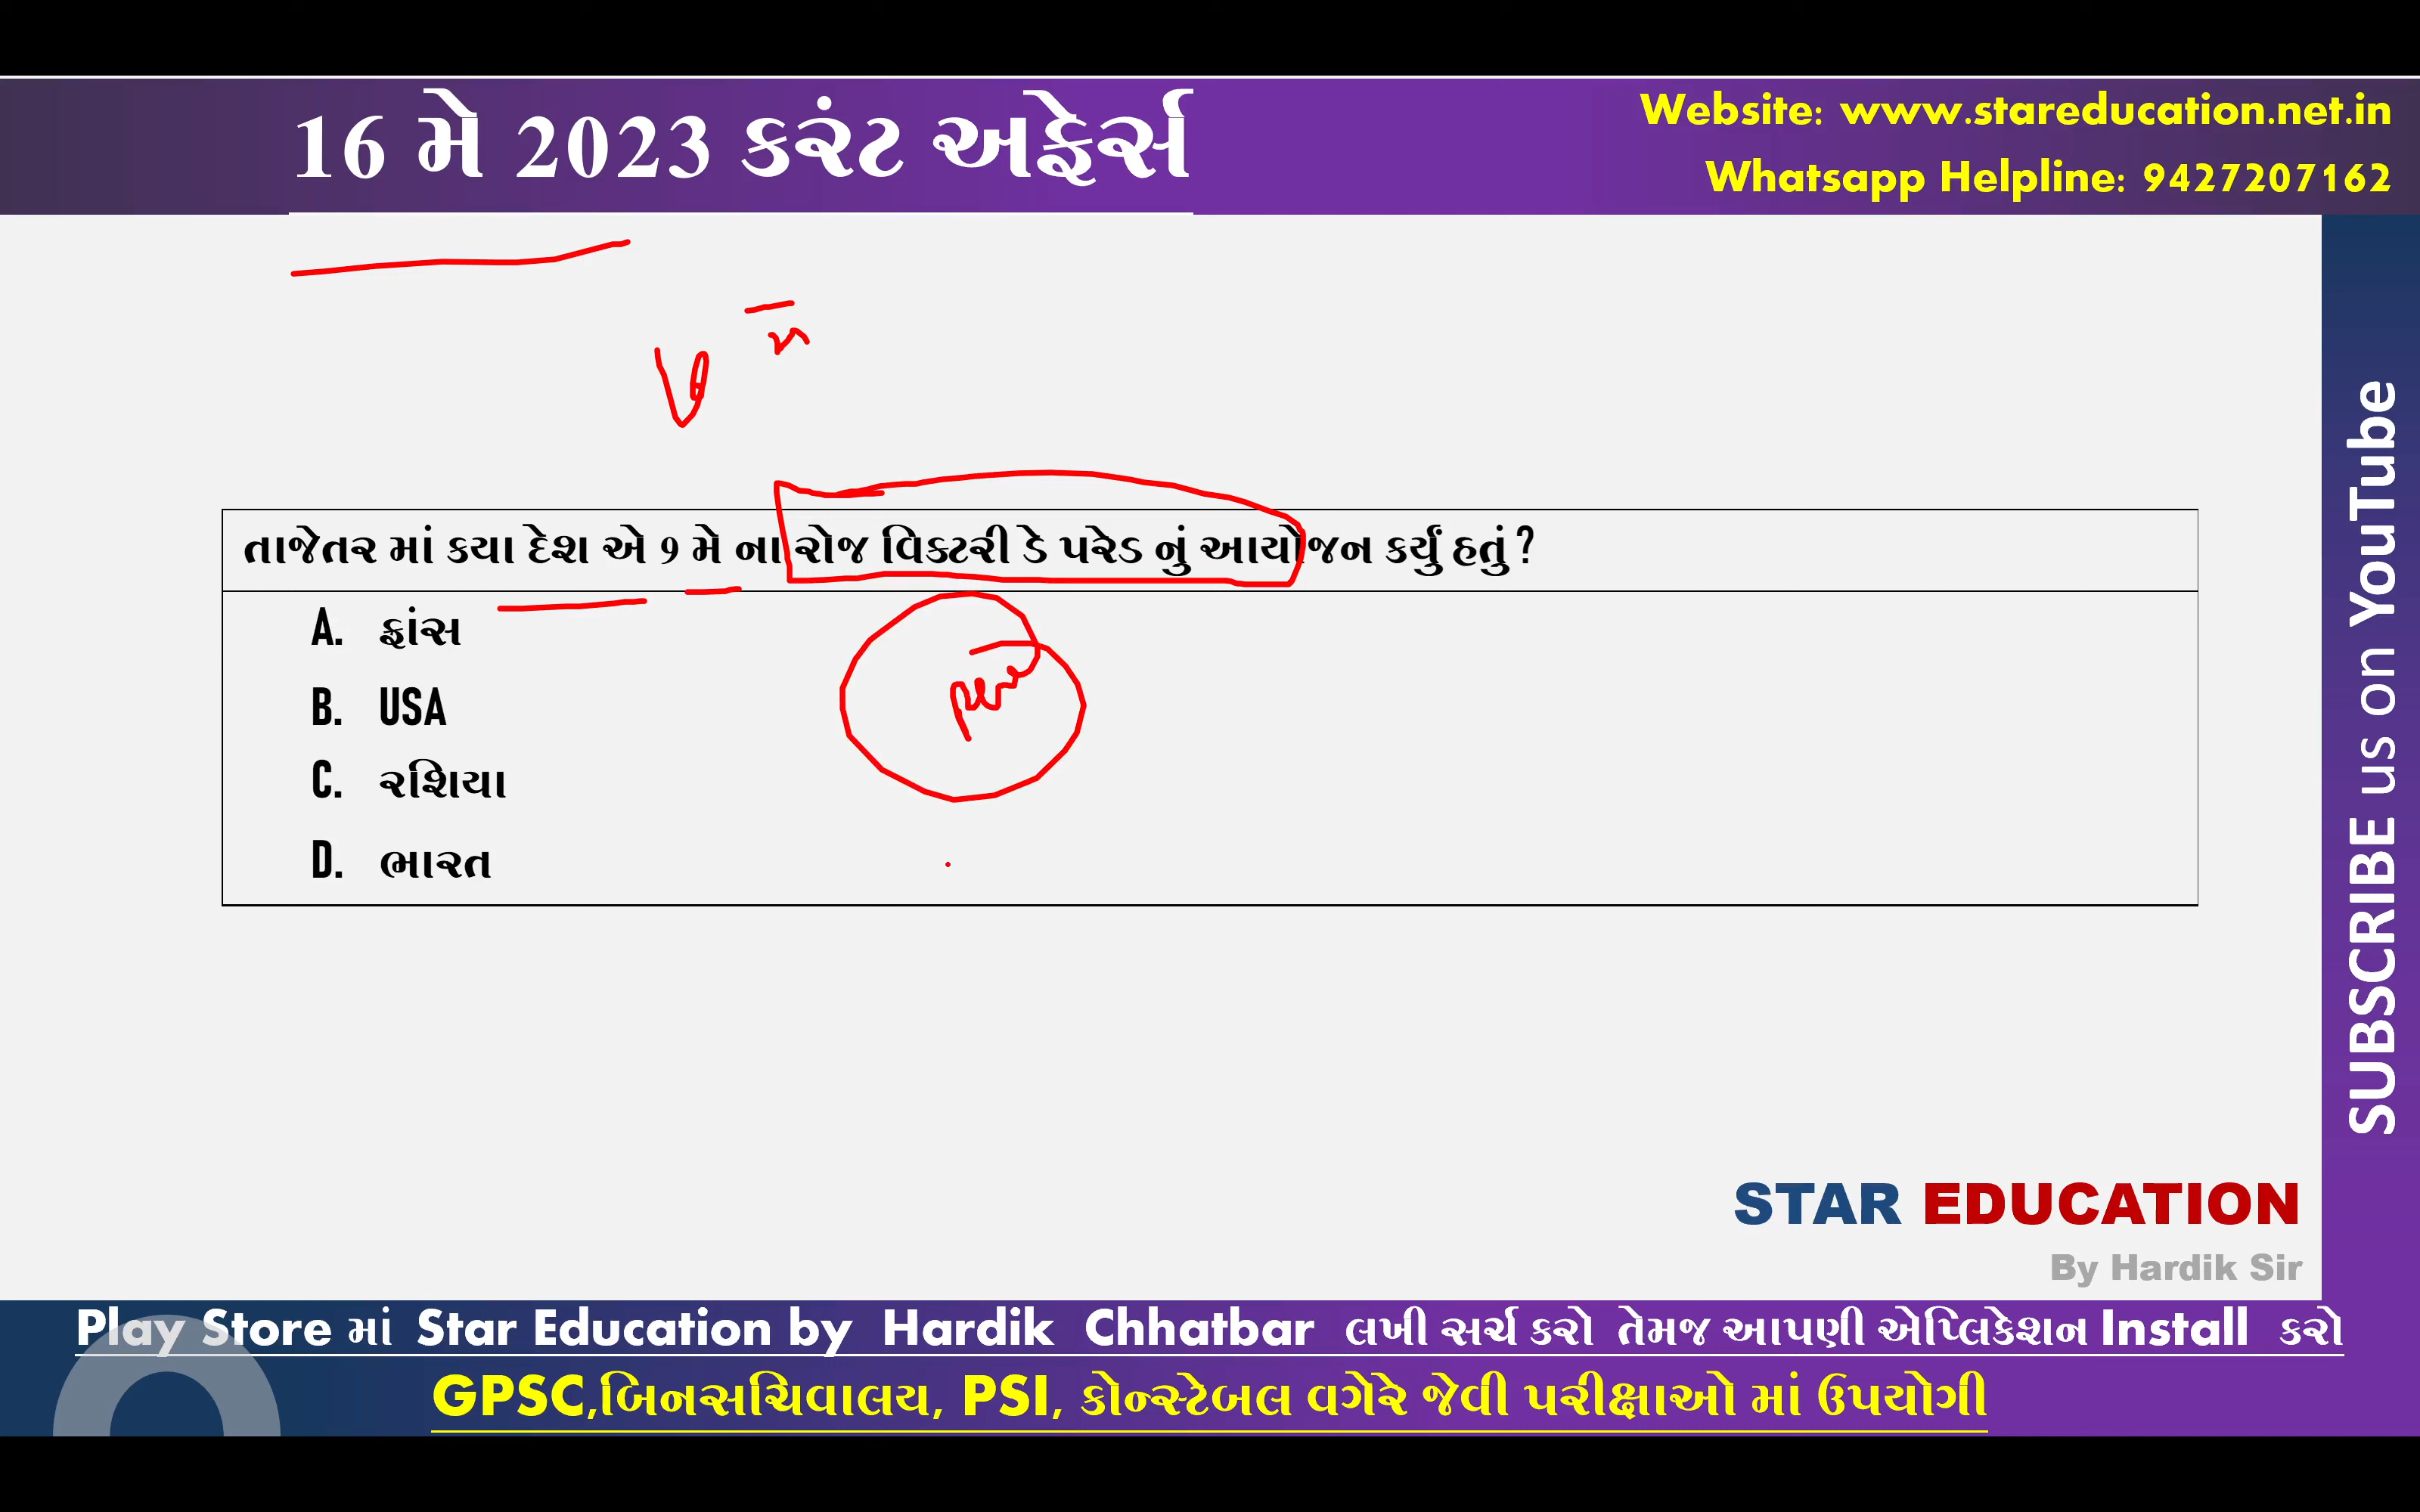 16 મે 2023 કરંટ અફેર્સ
Website: www.stareducation.net.in
Whatsapp Helpline: 9427207162
તાજેતર માં કયા દેશ એ 9 મે ના રોજ વિક્ટરી ડે પરેડ નું આયોજન કર્યું હતું ?
A. ફ્રાંસ
B. USA
C. રશિયા
D. ભારત
SUBSCRIBE us on YouTube
STAR EDUCATION
By Hardik Sir
Play Store માં Star Education by Hardik Chhatbar લખી સર્ચ કરો તેમજ આપણી એપ્લિકેશન Install કરો
GPSC,બિનસચિવાલય, PSI, કોન્સ્ટેબલ વગેરે જેવી પરીક્ષાઓ માં ઉપયોગી